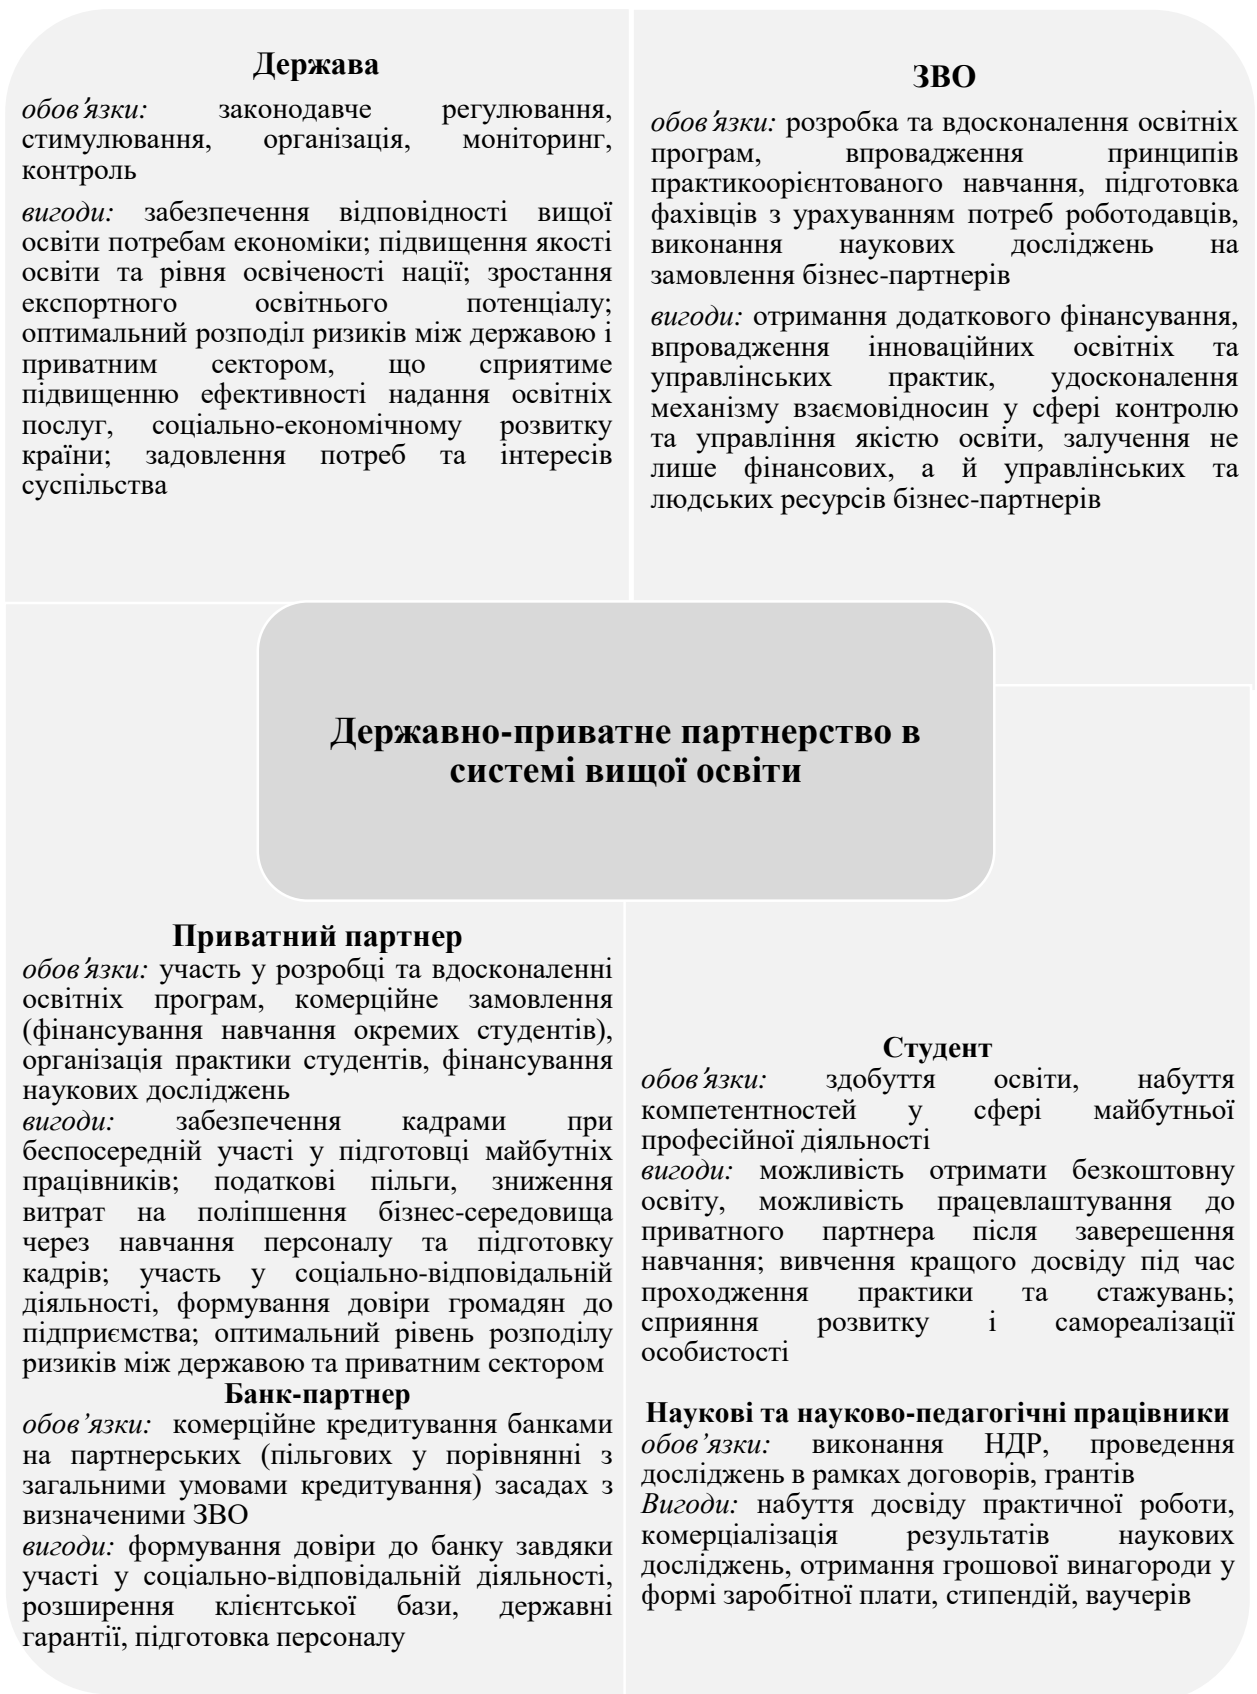 Держава
обов’язки: законодавче регулювання,
стимулювання, організація, моніторинг,
контроль
вигоди: забезпечення відповідності вищої
освіти потребам економіки; підвищення якості
освіти та рівня освіченості нації; зростання
експортного освітнього потенціалу;
оптимальний розподіл ризиків між державою і
приватним сектором, що сприятиме
підвищенню ефективності надання освітніх
послуг, соціально-економічному розвитку
країни; задовлення потреб та інтересів
суспільства
ЗВО
обов’язки: розробка та вдосконалення освітніх
програм, впровадження принципів
практикоорієнтованого навчання, підготовка
фахівців з урахуванням потреб роботодавців,
виконання наукових досліджень на
замовлення бізнес-партнерів
вигоди: отримання додаткового фінансування,
впровадження інноваційних освітніх та
управлінських практик, удосконалення
механізму взаємовідносин у сфері контролю
та управління якістю освіти, залучення не
лише фінансових, а й управлінських та
людських ресурсів бізнес-партнерів
Державно-приватне партнерство в
системі вищої освіти
Приватний партнер
обов’язки: участь у розробці та вдосконаленні
освітніх програм, комерційне замовлення
(фінансування навчання окремих студентів),
організація практики студентів, фінансування
наукових досліджень
вигоди: забезпечення кадрами при
беспосередній участі у підготовці майбутніх
працівників; податкові пільги, зниження
витрат на поліпшення бізнес-середовища
через навчання персоналу та підготовку
кадрів; участь у соціально-відповідальній
діяльності, формування довіри громадян до
підприємства; оптимальний рівень розподілу
ризиків між державою та приватним сектором
Банк-партнер
обов’язки: комерційне кредитування банками
на партнерських (пільгових у порівнянні з
загальними умовами кредитування) засадах з
визначеними ЗВО
вигоди: формування довіри до банку завдяки
участі у соціально-відповідальній діяльності,
розширення клієнтської бази, державні
гарантії, підготовка персоналу
Студент
обов’язки: здобуття освіти, набуття
компетентностей у сфері майбутньої
професійної діяльності
вигоди: можливість отримати безкоштовну
освіту, можливість працевлаштування до
приватного партнера після заверешення
навчання; вивчення кращого досвіду під час
проходження практики та стажувань;
сприяння розвитку і самореалізації
особистості
Наукові та науково-педагогічні працівники
обов’язки: виконання НДР, проведення
досліджень в рамках договорів, грантів
Вигоди: набуття досвіду практичної роботи,
комерціалізація результатів наукових
досліджень, отримання грошової винагороди у
формі заробітної плати, стипендій, ваучерів